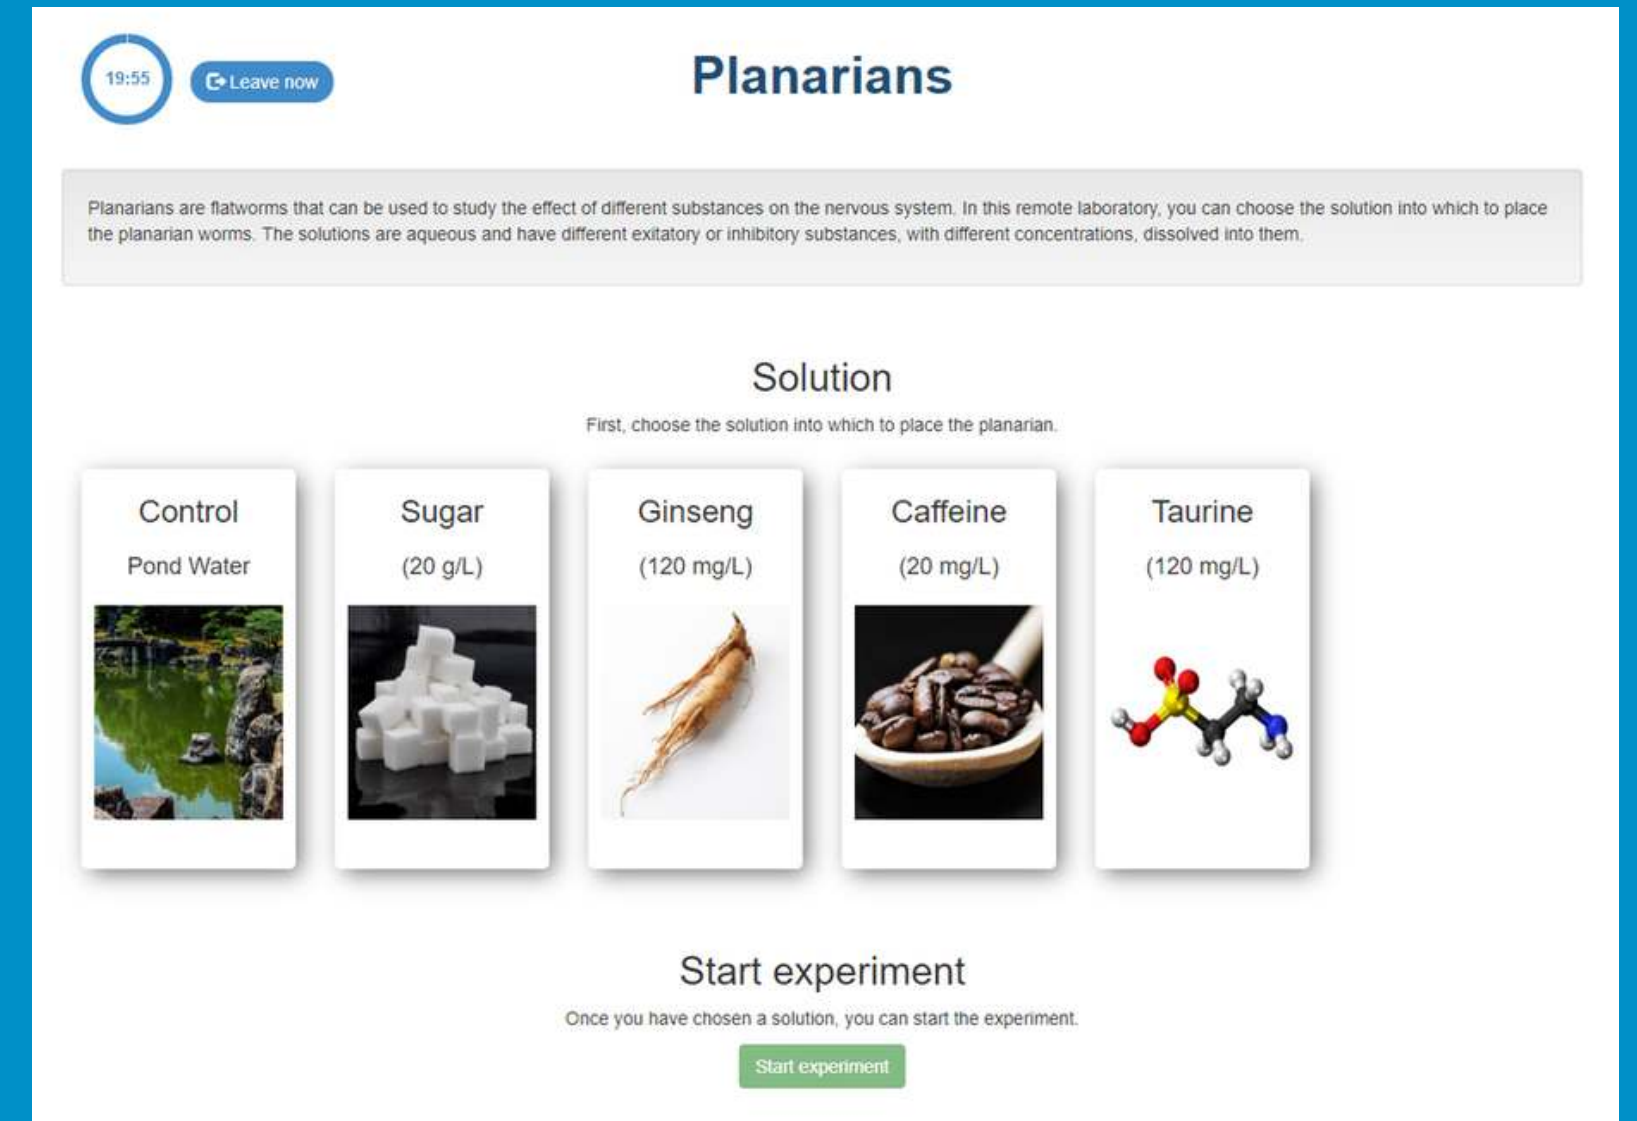 19:55
Leave now
Planarians
Planarians are flatworms that can be used to study the effect of different substances on the nervous system. In this remote laboratory, you can choose the solution into which to place
the planarian worms. The solutions are aqueous and have different exitatory or inhibitory substances, with different concentrations, dissolved into them.
Solution
First, choose the solution into which to place the planarian.
Control
Pond Water
Sugar
(20 g/L)
Ginseng
(120 mg/L)
Caffeine
(20 mg/L)
Taurine
(120 mg/L)
Start experiment
Once you have chosen a solution, you can start the experiment.
Start experiment